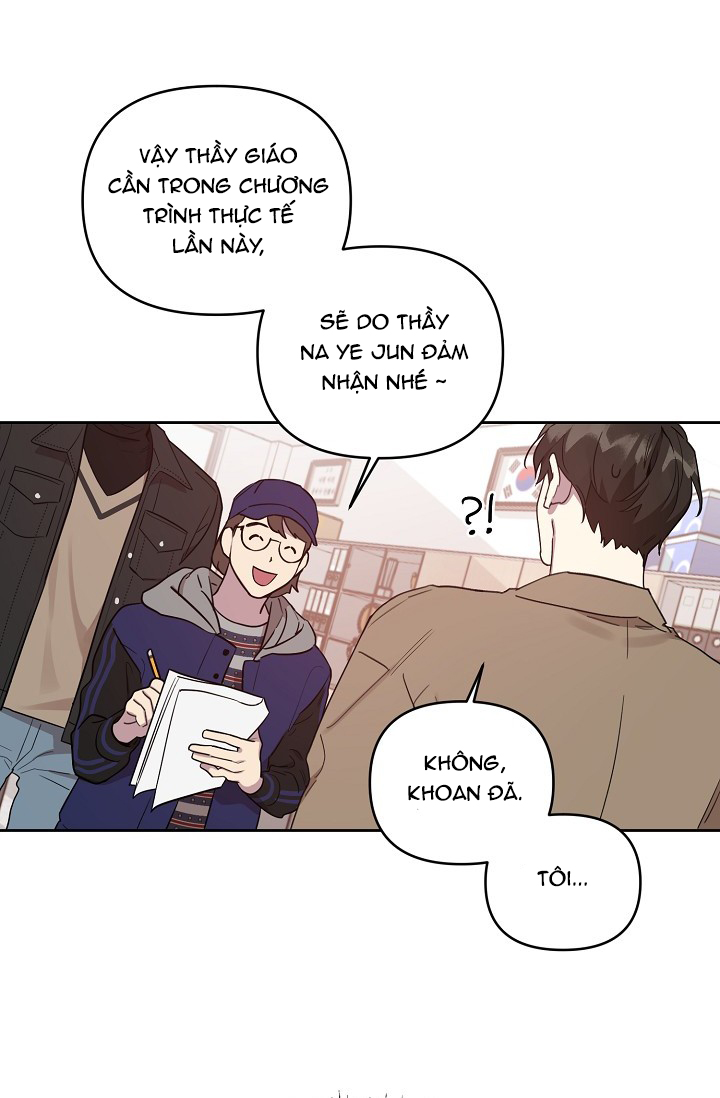 VẬY THẦY GIÁO
CẦN TRONG CHƯƠNG
TRÌNH THỰC TẾ
LẦN NÀY,
SẼ DO THẦY
NA YE JUN ĐẢM
NHẬN NHÉ ~
?!
KHÔNG,
KHOAN ĐÃ.
TÔI...